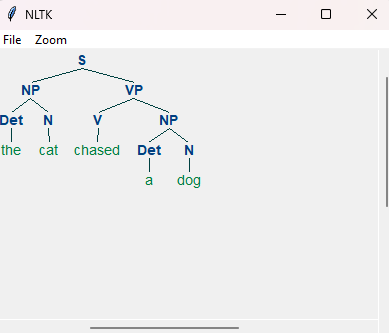 NLTK
File Zoom
S
NP VP
Det N V NP
the cat chased Det N
a dog